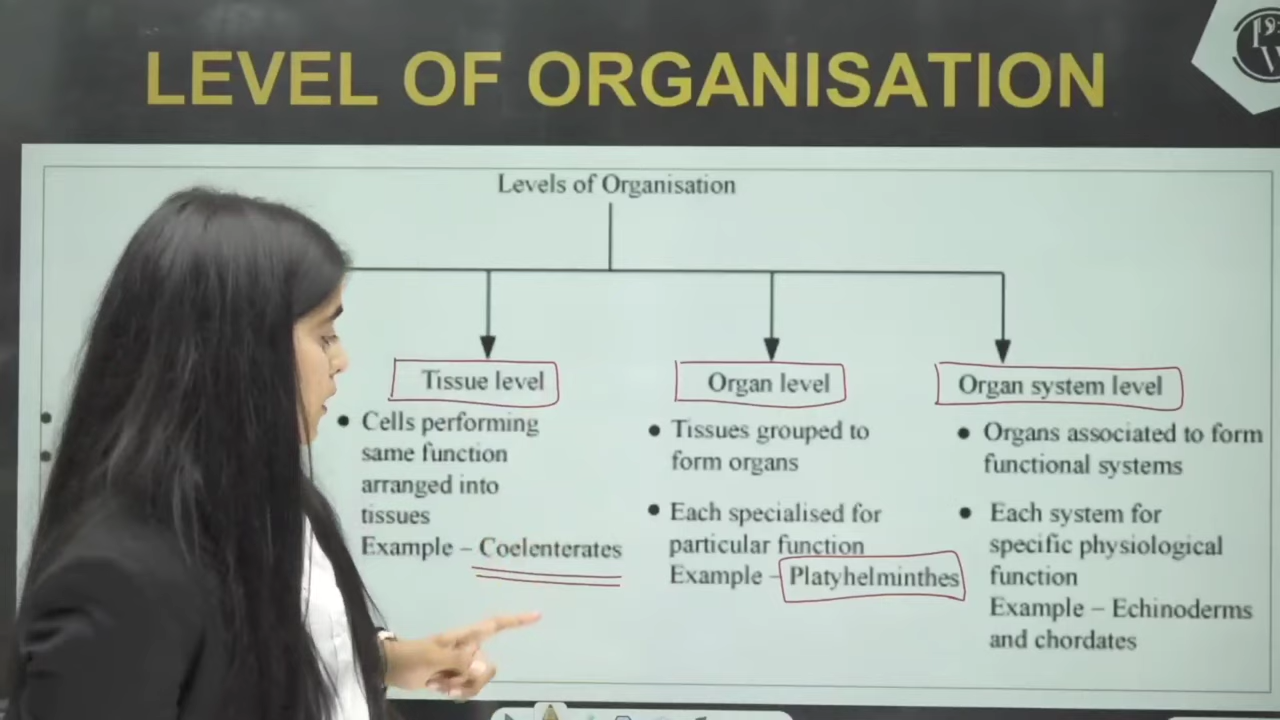 LEVEL OF ORGANISATION
Levels of Organisation
Tissue level
• Cells performing
same function
arranged into
tissues
Example – Coelenterates
Organ level
• Tissues grouped to
form organs
• Each specialised for
particular function
Example – Platyhelminthes
Organ system level
• Organs associated to form
functional systems
• Each system for
specific physiological
function
Example – Echinoderms
and chordates